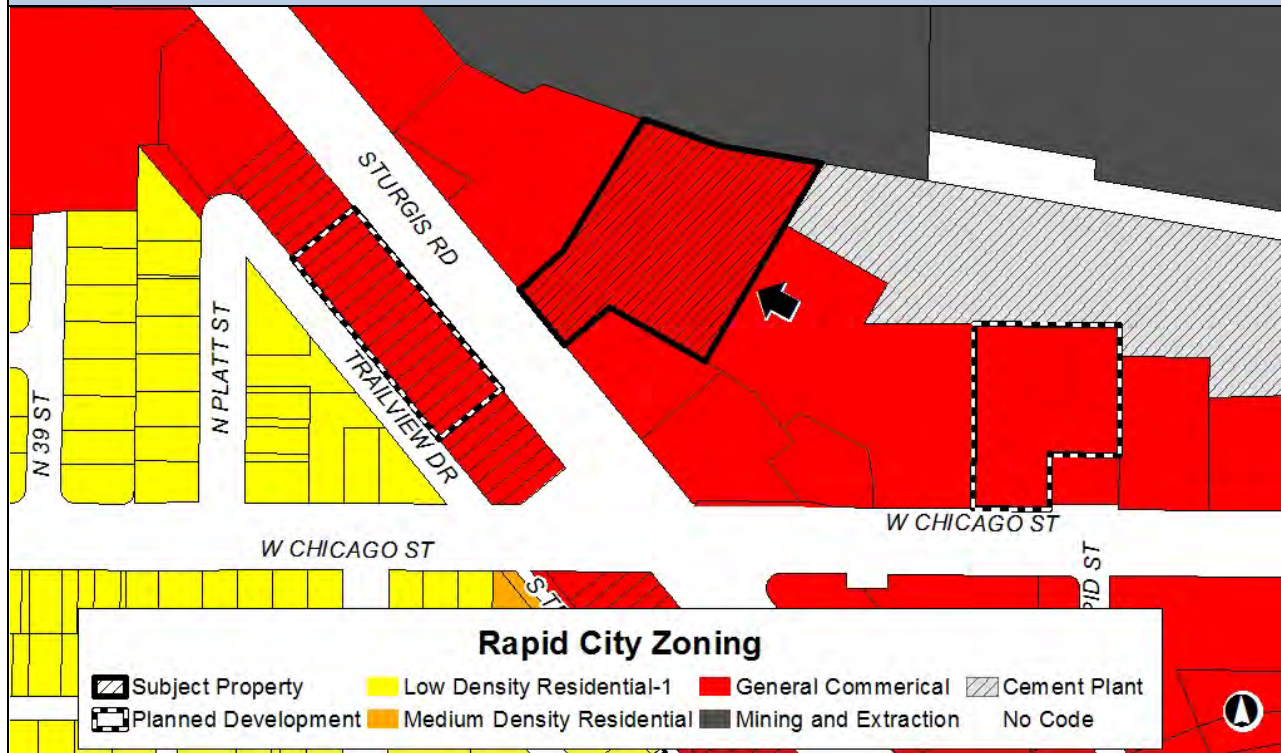 STURGIS RD
N PLATT ST
TRAILVIEW DR
N 39 ST
W CHICAGO ST
W CHICAGO ST
Rapid City Zoning
Subject Property Low Density Residential-1 General Commerical Cement Plant
Planned Development Medium Density Residential Mining and Extraction No Code